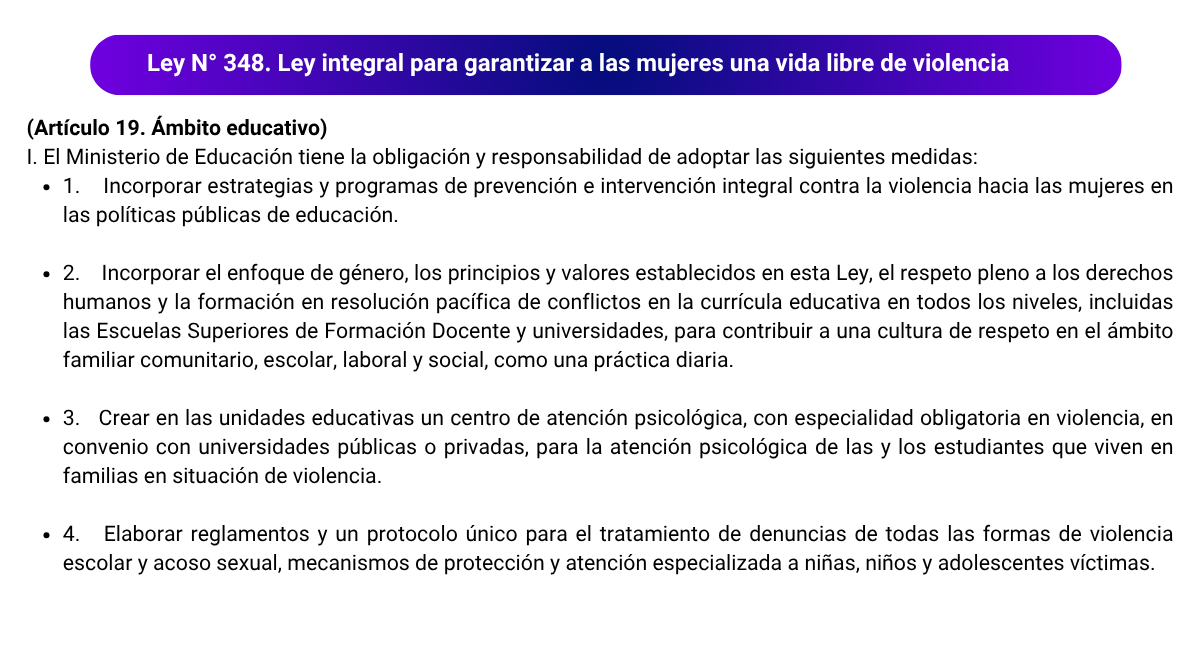 Ley N° 348. Ley integral para garantizar a las mujeres una vida libre de violencia
(Artículo 19. Ámbito educativo)
I. El Ministerio de Educación tiene la obligación y responsabilidad de adoptar las siguientes medidas:
• 1. Incorporar estrategias y programas de prevención e intervención integral contra la violencia hacia las mujeres en
las políticas públicas de educación.
• 2. Incorporar el enfoque de género, los principios y valores establecidos en esta Ley, el respeto pleno a los derechos
humanos y la formación en resolución pacífica de conflictos en la currícula educativa en todos los niveles, incluidas
las Escuelas Superiores de Formación Docente y universidades, para contribuir a una cultura de respeto en el ámbito
familiar comunitario, escolar, laboral y social, como una práctica diaria.
• 3. Crear en las unidades educativas un centro de atención psicológica, con especialidad obligatoria en violencia, en
convenio con universidades públicas o privadas, para la atención psicológica de las y los estudiantes que viven en
familias en situación de violencia.
• 4. Elaborar reglamentos y un protocolo único para el tratamiento de denuncias de todas las formas de violencia
escolar y acoso sexual, mecanismos de protección y atención especializada a niñas, niños y adolescentes víctimas.